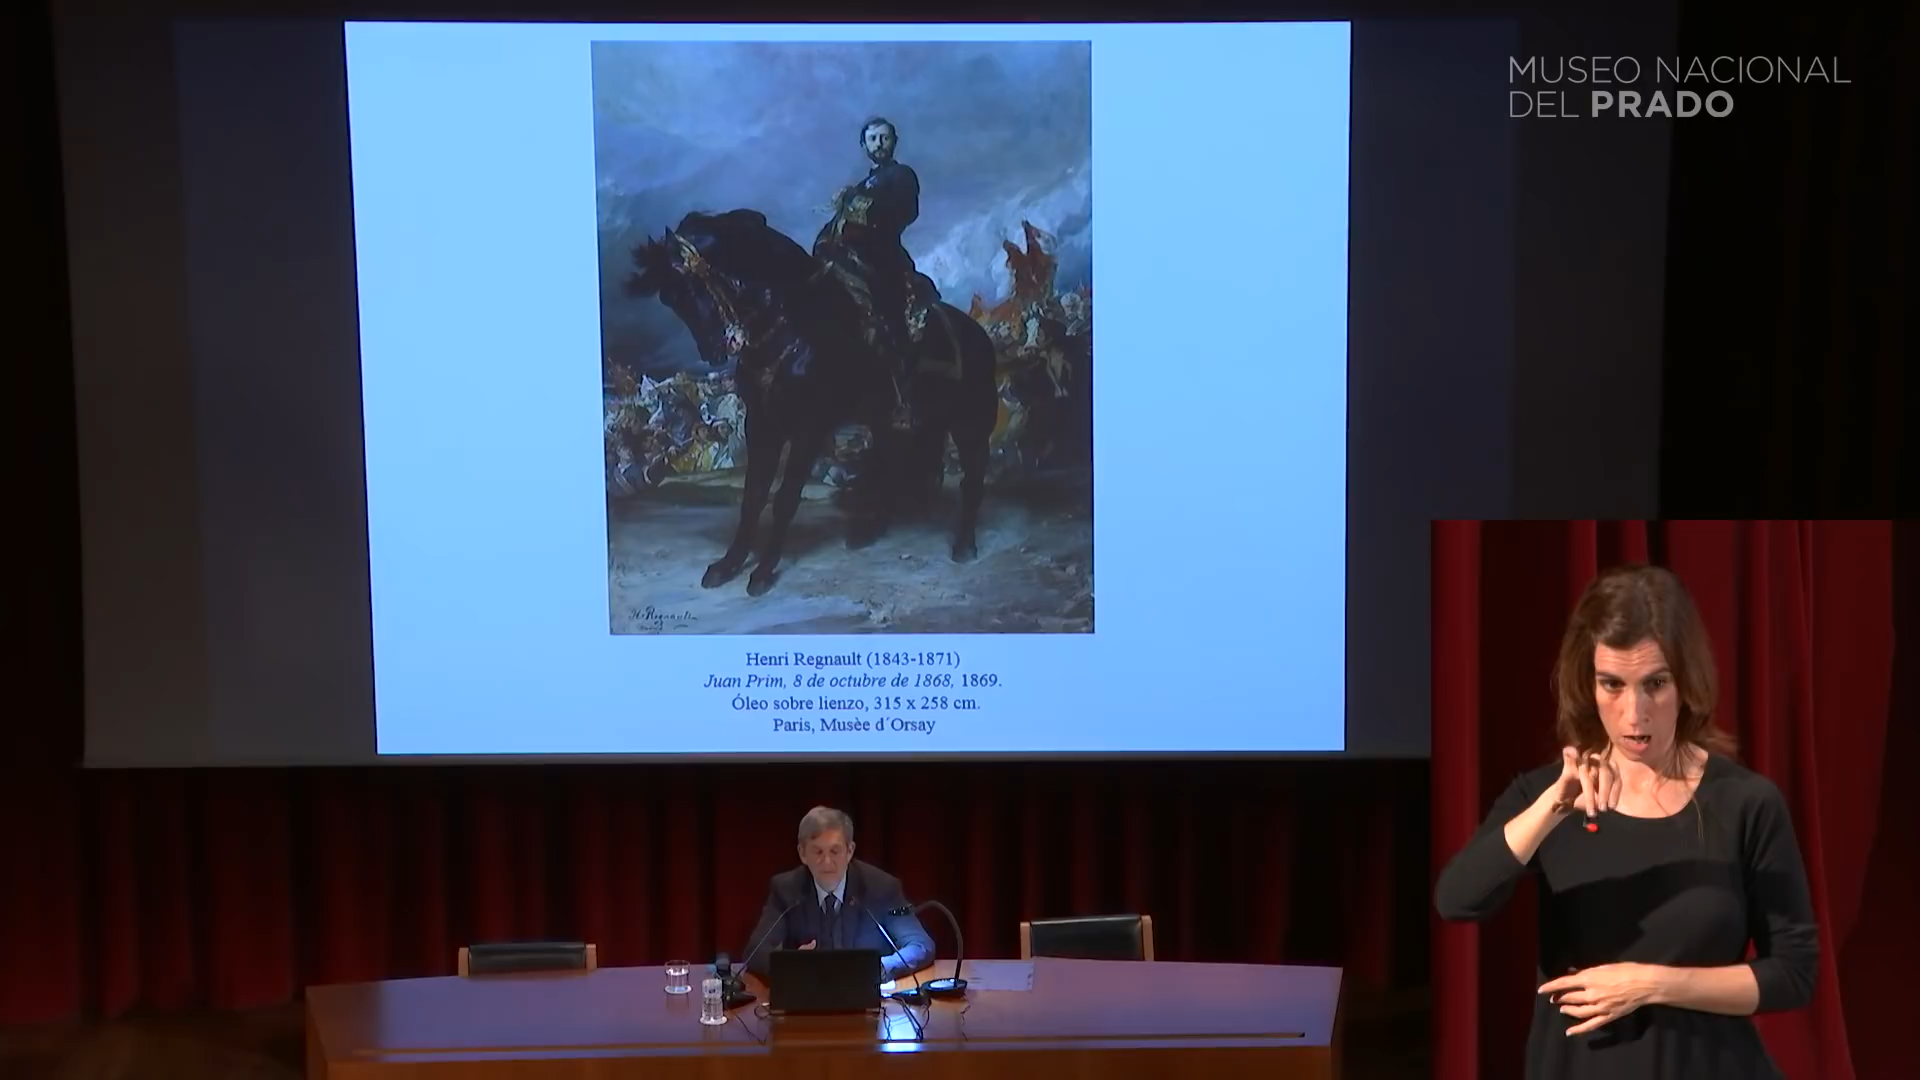 MUSEO NACIONAL
DEL PRADO
H. Regnault
Henri Regnault (1843-1871)
Juan Prim, 8 de octubre de 1868, 1869.
Óleo sobre lienzo, 315 x 258 cm.
Paris, Musèe d´Orsay